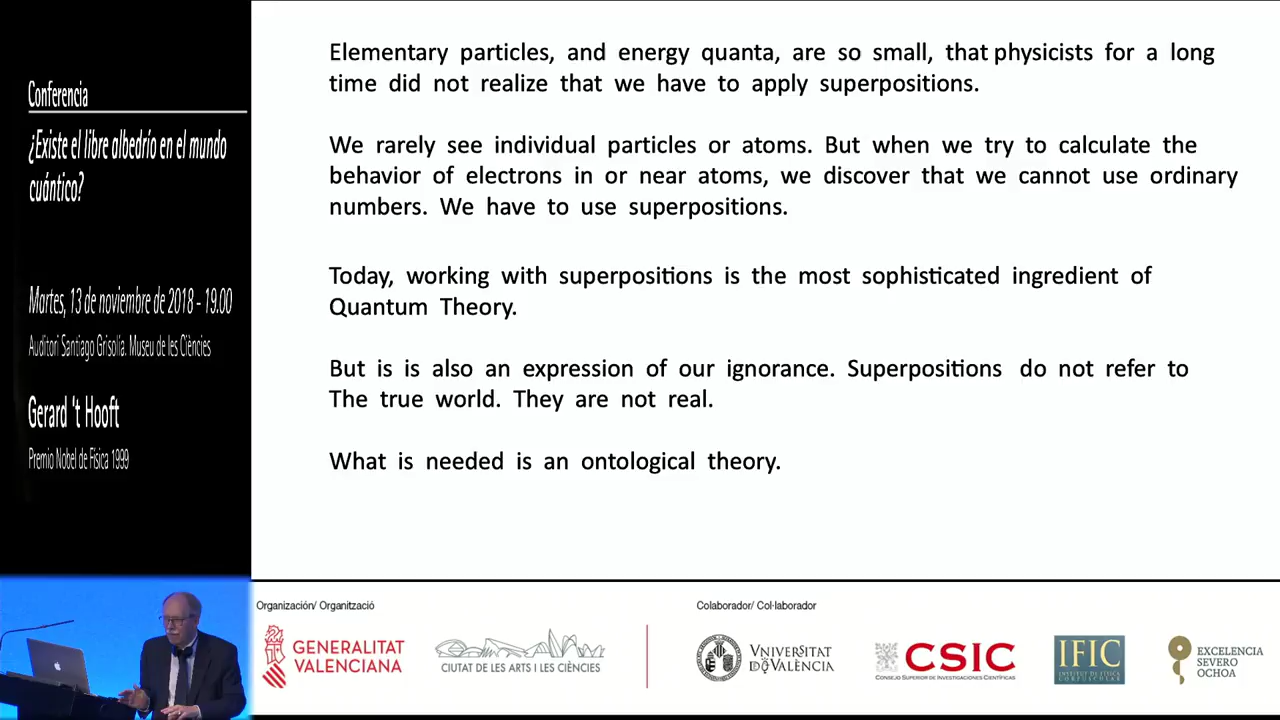 Conferencia
¿Existe el libre albedrío en el mundo
cuántico?
Martes, 13 de noviembre de 2018 - 19.00
Auditori Santiago Grisolía. Museu de les Ciències
Gerard 't Hooft
Premio Nobel de Física 1999
Elementary particles, and energy quanta, are so small, that physicists for a long
time did not realize that we have to apply superpositions.
We rarely see individual particles or atoms. But when we try to calculate the
behavior of electrons in or near atoms, we discover that we cannot use ordinary
numbers. We have to use superpositions.
Today, working with superpositions is the most sophisticated ingredient of
Quantum Theory.
But is is also an expression of our ignorance. Superpositions do not refer to
The true world. They are not real.
What is needed is an ontological theory.
Organización/ Organització
GENERALITAT
VALENCIANA
CIUTAT DE LES ARTS I LES CIÈNCIES
Colaborador/ Col·laborador
VNIVERSITAT
DE VALÈNCIA
CSIC
CONSEJO SUPERIOR DE INVESTIGACIONES CIENTÍFICAS
IFIC
INSTITUT DE FÍSICA
CORPUSCULAR
EXCELENCIA
SEVERO
OCHOA